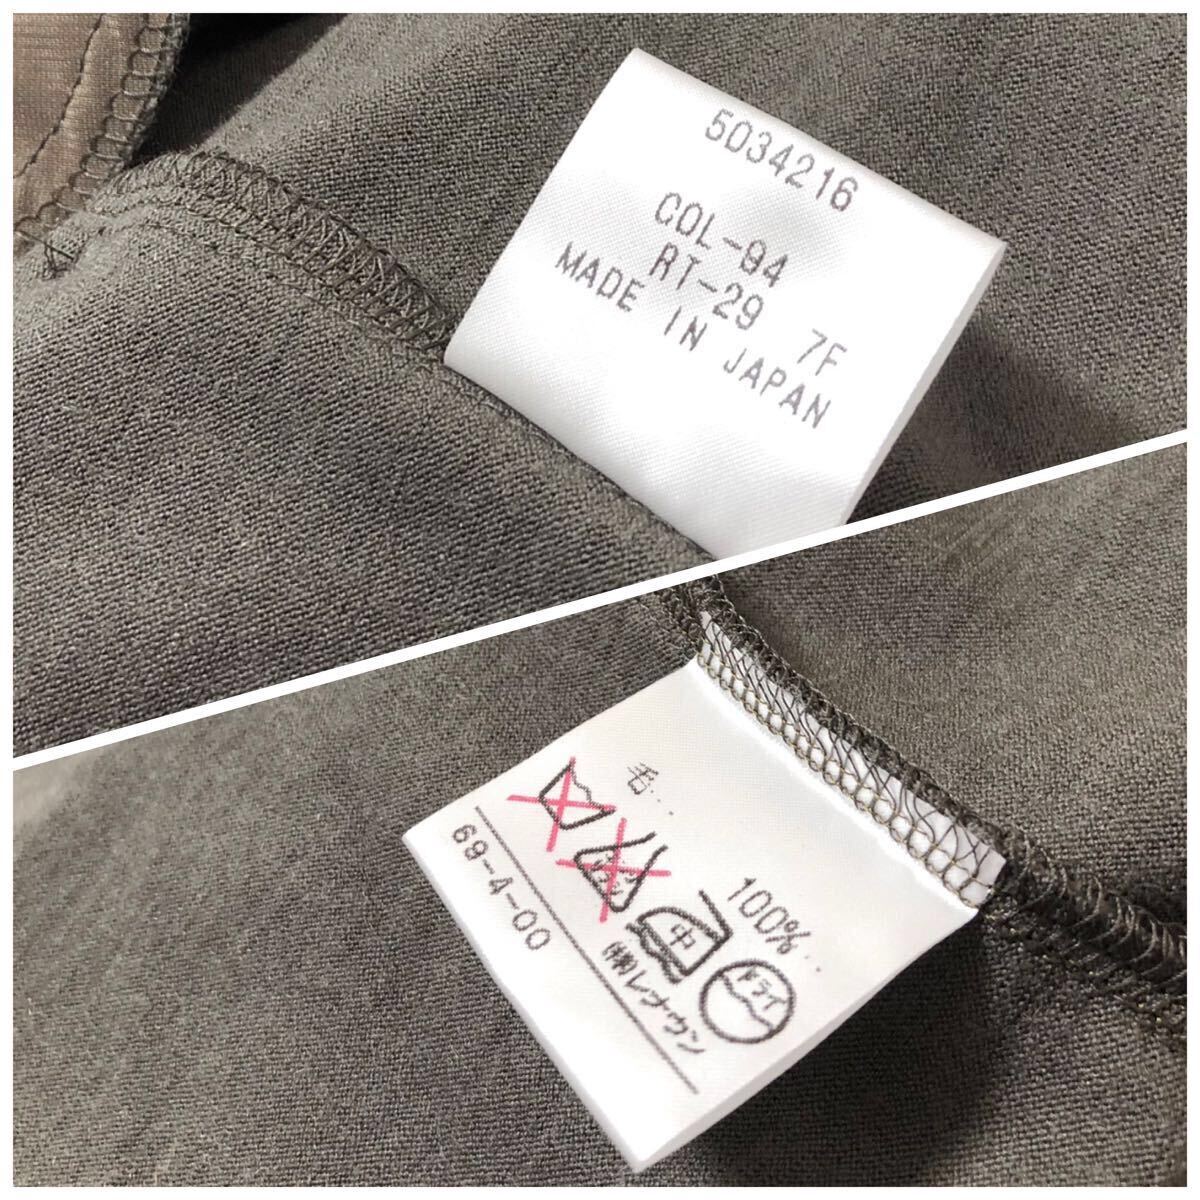 5034216
COL-94
RT-29 7F
MADE IN JAPAN
毛 100%
中
ドライ
(株)レナウン
69-4-00